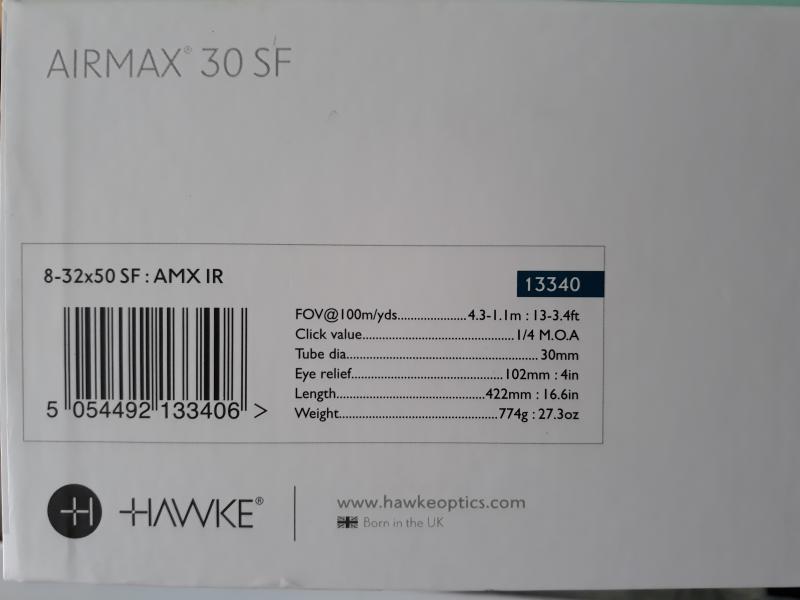 AIRMAX® 30 SF
8-32x50 SF : AMX IR
13340
FOV@100m/yds.....................4.3-1.1m : 13-3.4ft
Click value...............................................1/4 M.O.A
Tube dia...........................................................30mm
Eye relief..............................................102mm : 4in
Length..............................................422mm : 16.6in
Weight.................................................774g : 27.3oz
5 054492 133406 >
H HAWKE®
www.hawkeoptics.com
Born in the UK